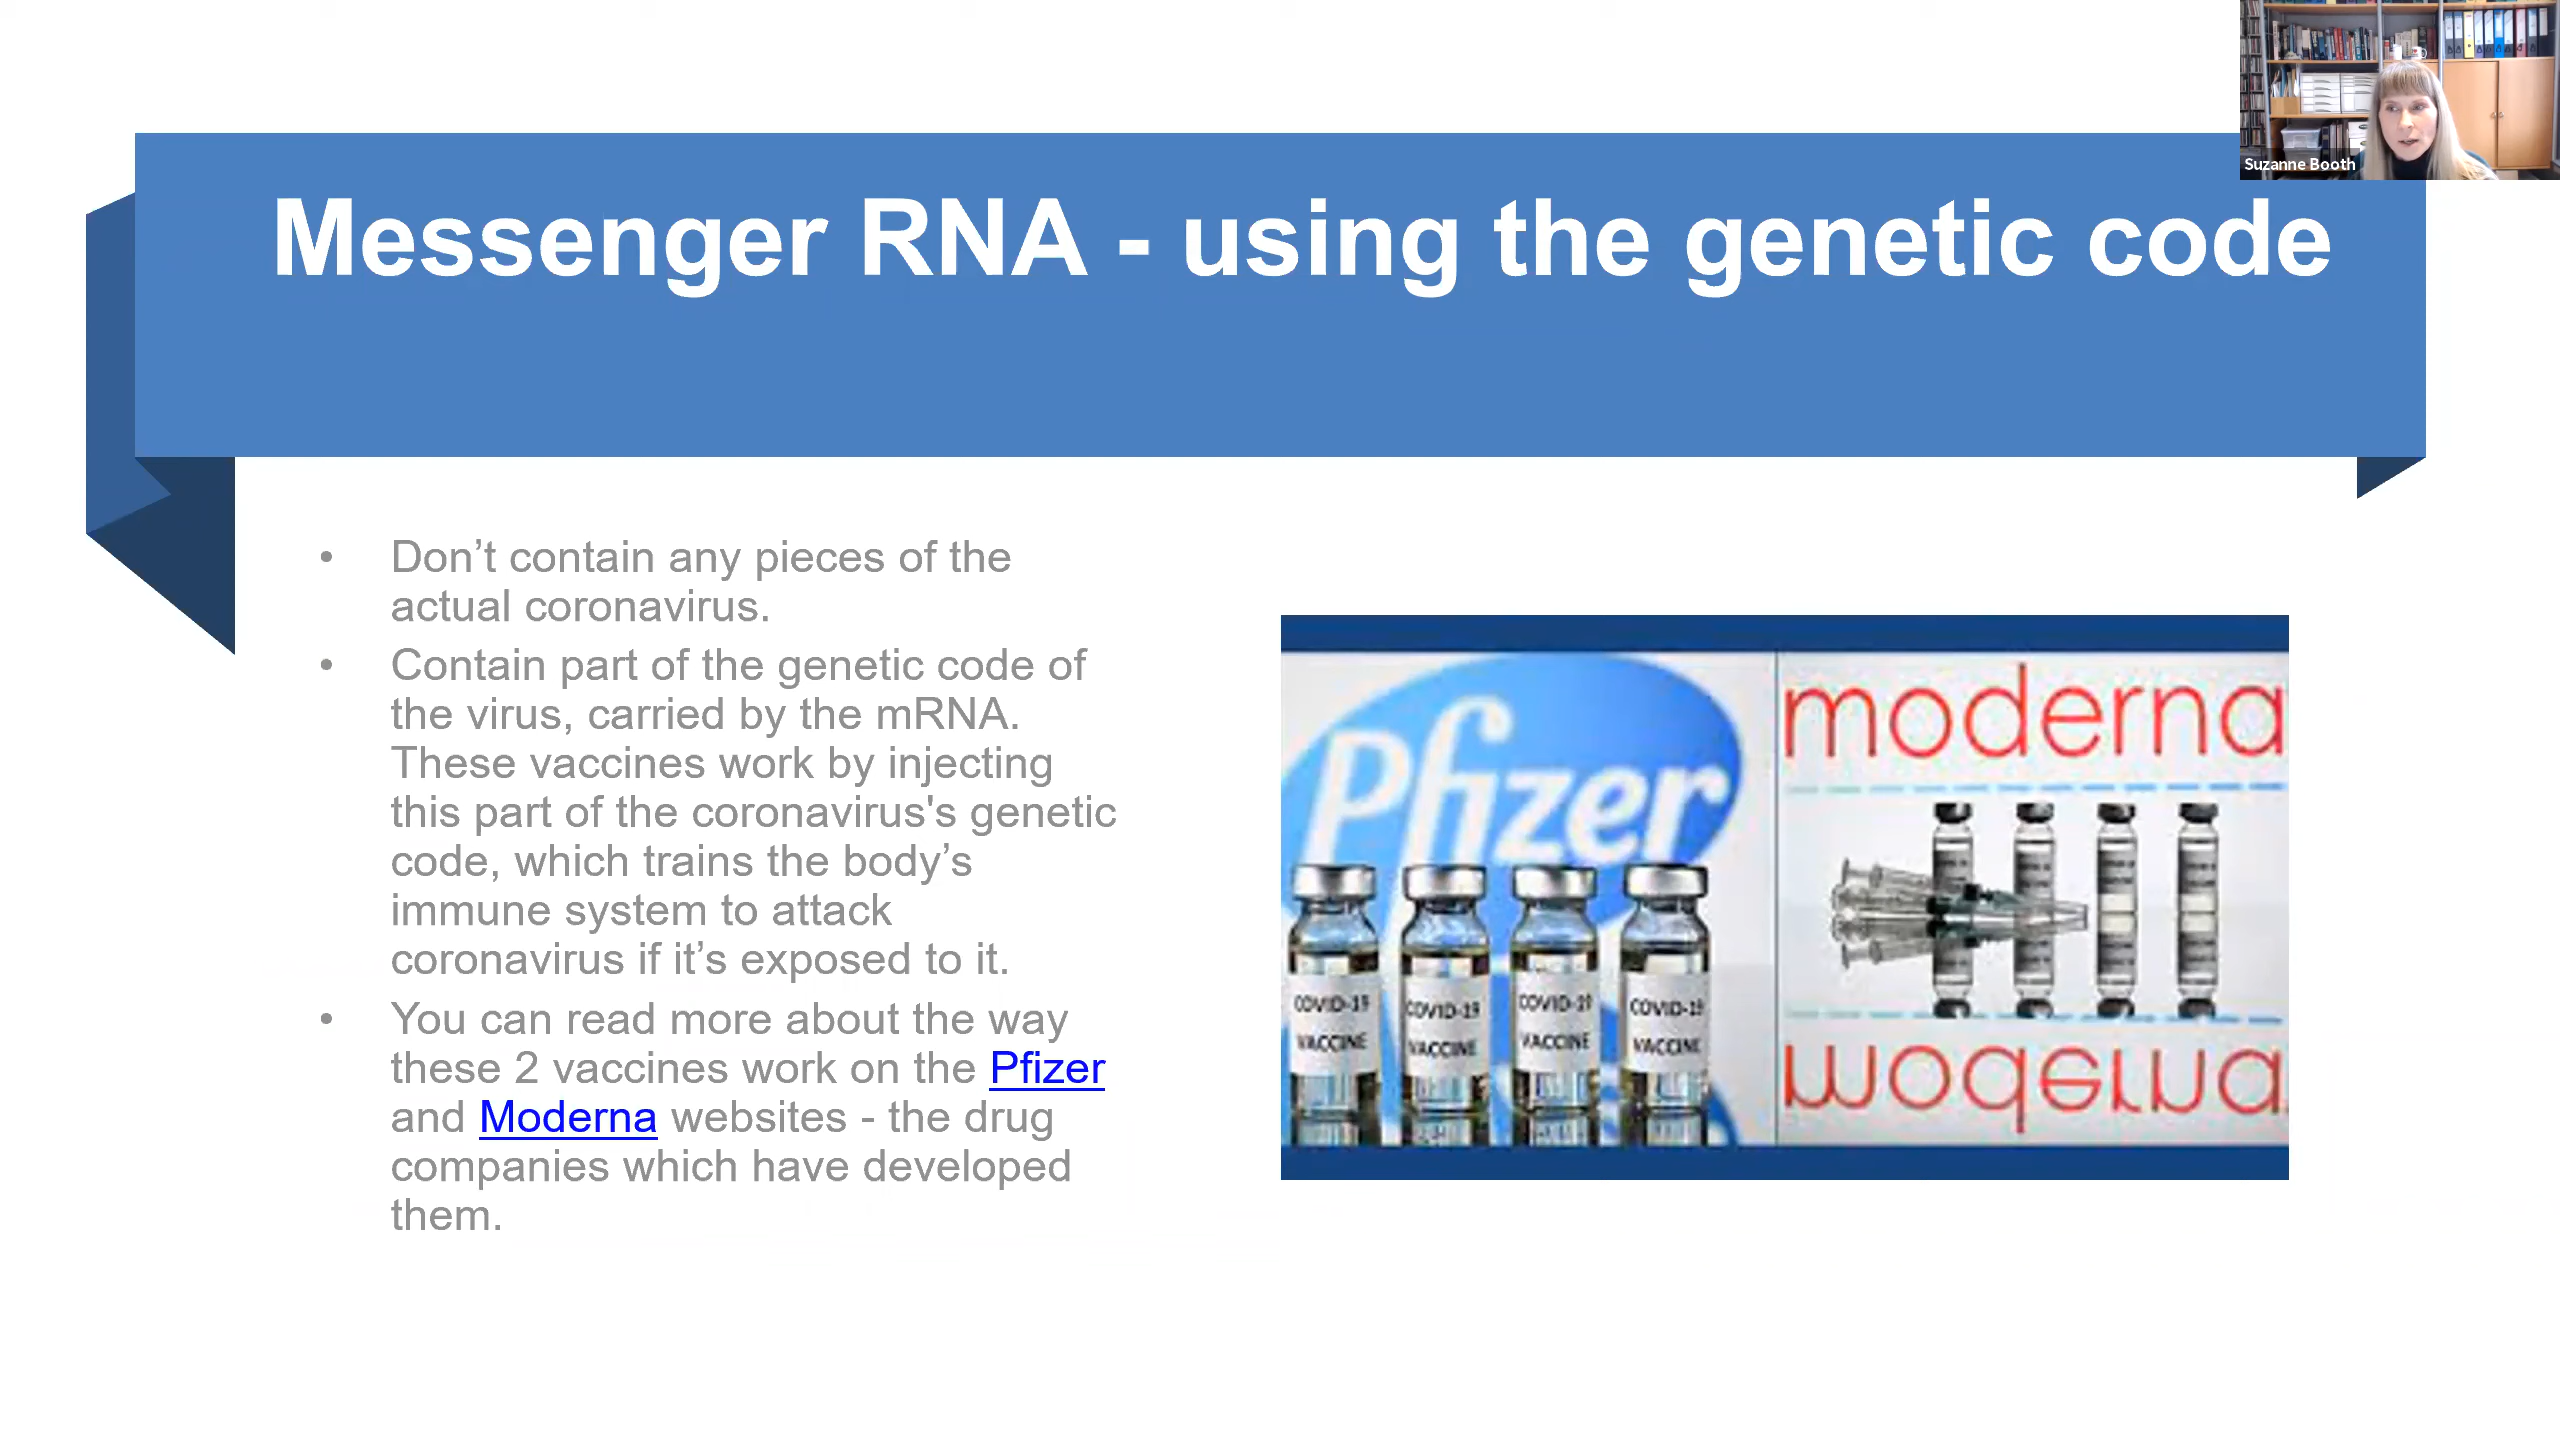 Suzanne Booth
Messenger RNA - using the genetic code
• Don’t contain any pieces of the
actual coronavirus.
• Contain part of the genetic code of
the virus, carried by the mRNA.
These vaccines work by injecting
this part of the coronavirus's genetic
code, which trains the body’s
immune system to attack
coronavirus if it’s exposed to it.
• You can read more about the way
these 2 vaccines work on the Pfizer
and Moderna websites - the drug
companies which have developed
them.
Pfizer
COVID-19
VACCINE
COVID-19
VACCINE
COVID-19
VACCINE
COVID-19
VACCINE
moderna
moderna